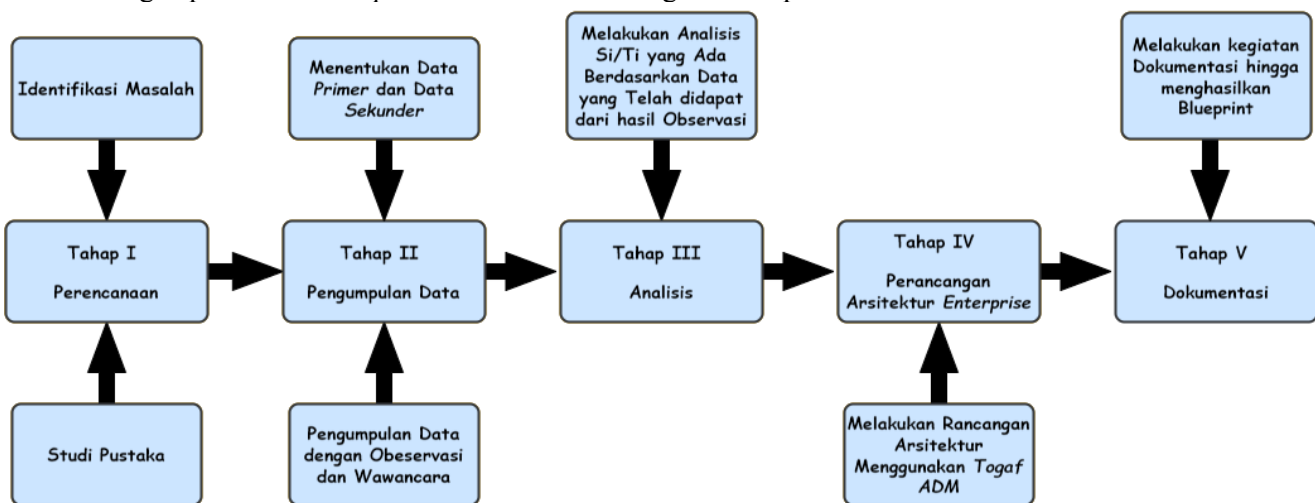 Identifikasi Masalah
Menentukan Data
Primer dan Data
Sekunder
Melakukan Analisis
Si/Ti yang Ada
Berdasarkan Data
yang Telah didapat
dari hasil Observasi
Melakukan kegiatan
Dokumentasi hingga
menghasilkan
Blueprint
Tahap I
Perencanaan
Tahap II
Pengumpulan Data
Tahap III
Analisis
Tahap IV
Perancangan
Arsitektur Enterprise
Tahap V
Dokumentasi
Studi Pustaka
Pengumpulan Data
dengan Obeservasi
dan Wawancara
Melakukan Rancangan
Arsitektur
Menggunakan Togaf
ADM